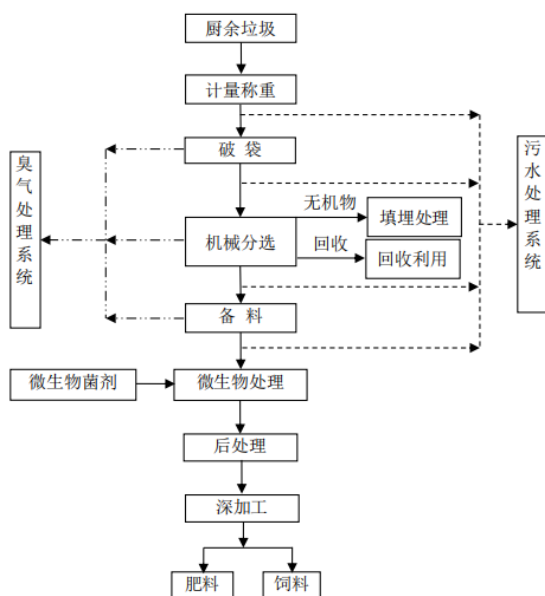 厨余垃圾
计量称重
破 袋
臭气处理系统
污水处理系统
无机物
填埋处理
机械分选
回收
回收利用
备 料
微生物菌剂
微生物处理
后处理
深加工
肥料
饲料